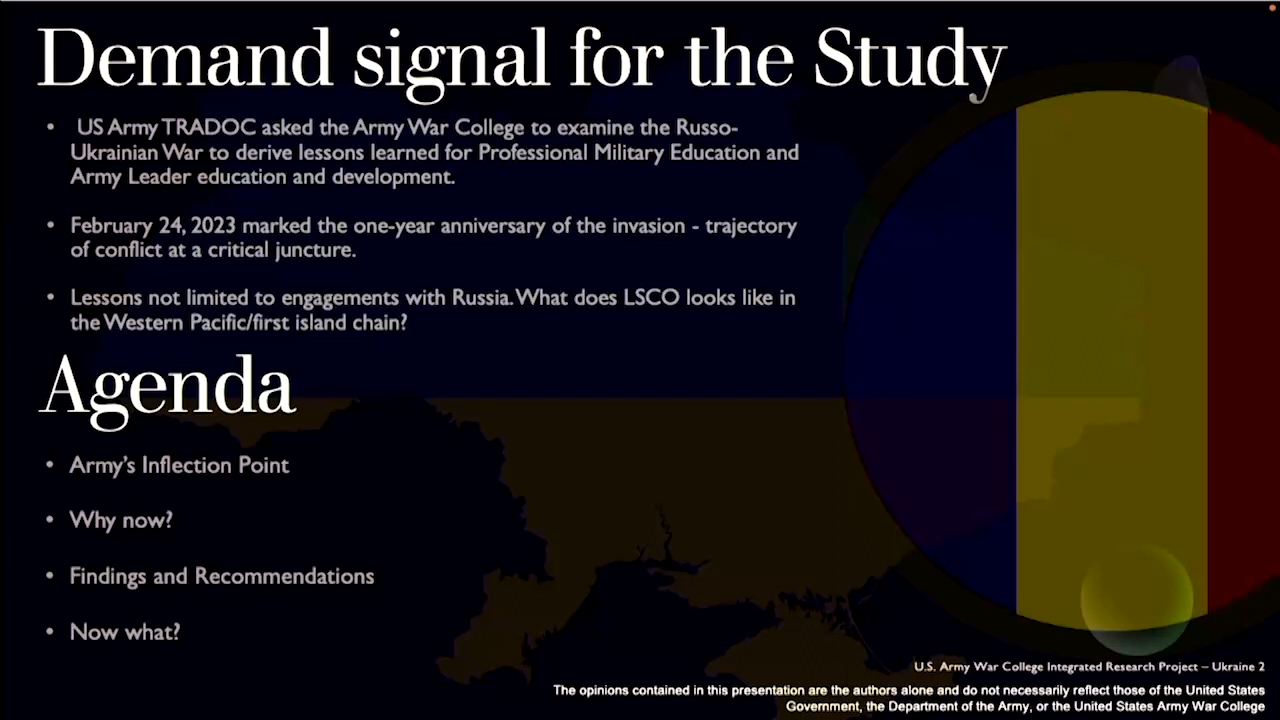 Demand signal for the Study
• US Army TRADOC asked the Army War College to examine the Russo-
Ukrainian War to derive lessons learned for Professional Military Education and
Army Leader education and development.
• February 24, 2023 marked the one-year anniversary of the invasion - trajectory
of conflict at a critical juncture.
• Lessons not limited to engagements with Russia. What does LSCO looks like in
the Western Pacific/first island chain?
Agenda
• Army's Inflection Point
• Why now?
• Findings and Recommendations
• Now what?
U.S. Army War College Integrated Research Project – Ukraine 2
The opinions contained in this presentation are the authors alone and do not necessarily reflect those of the United States
Government, the Department of the Army, or the United States Army War College